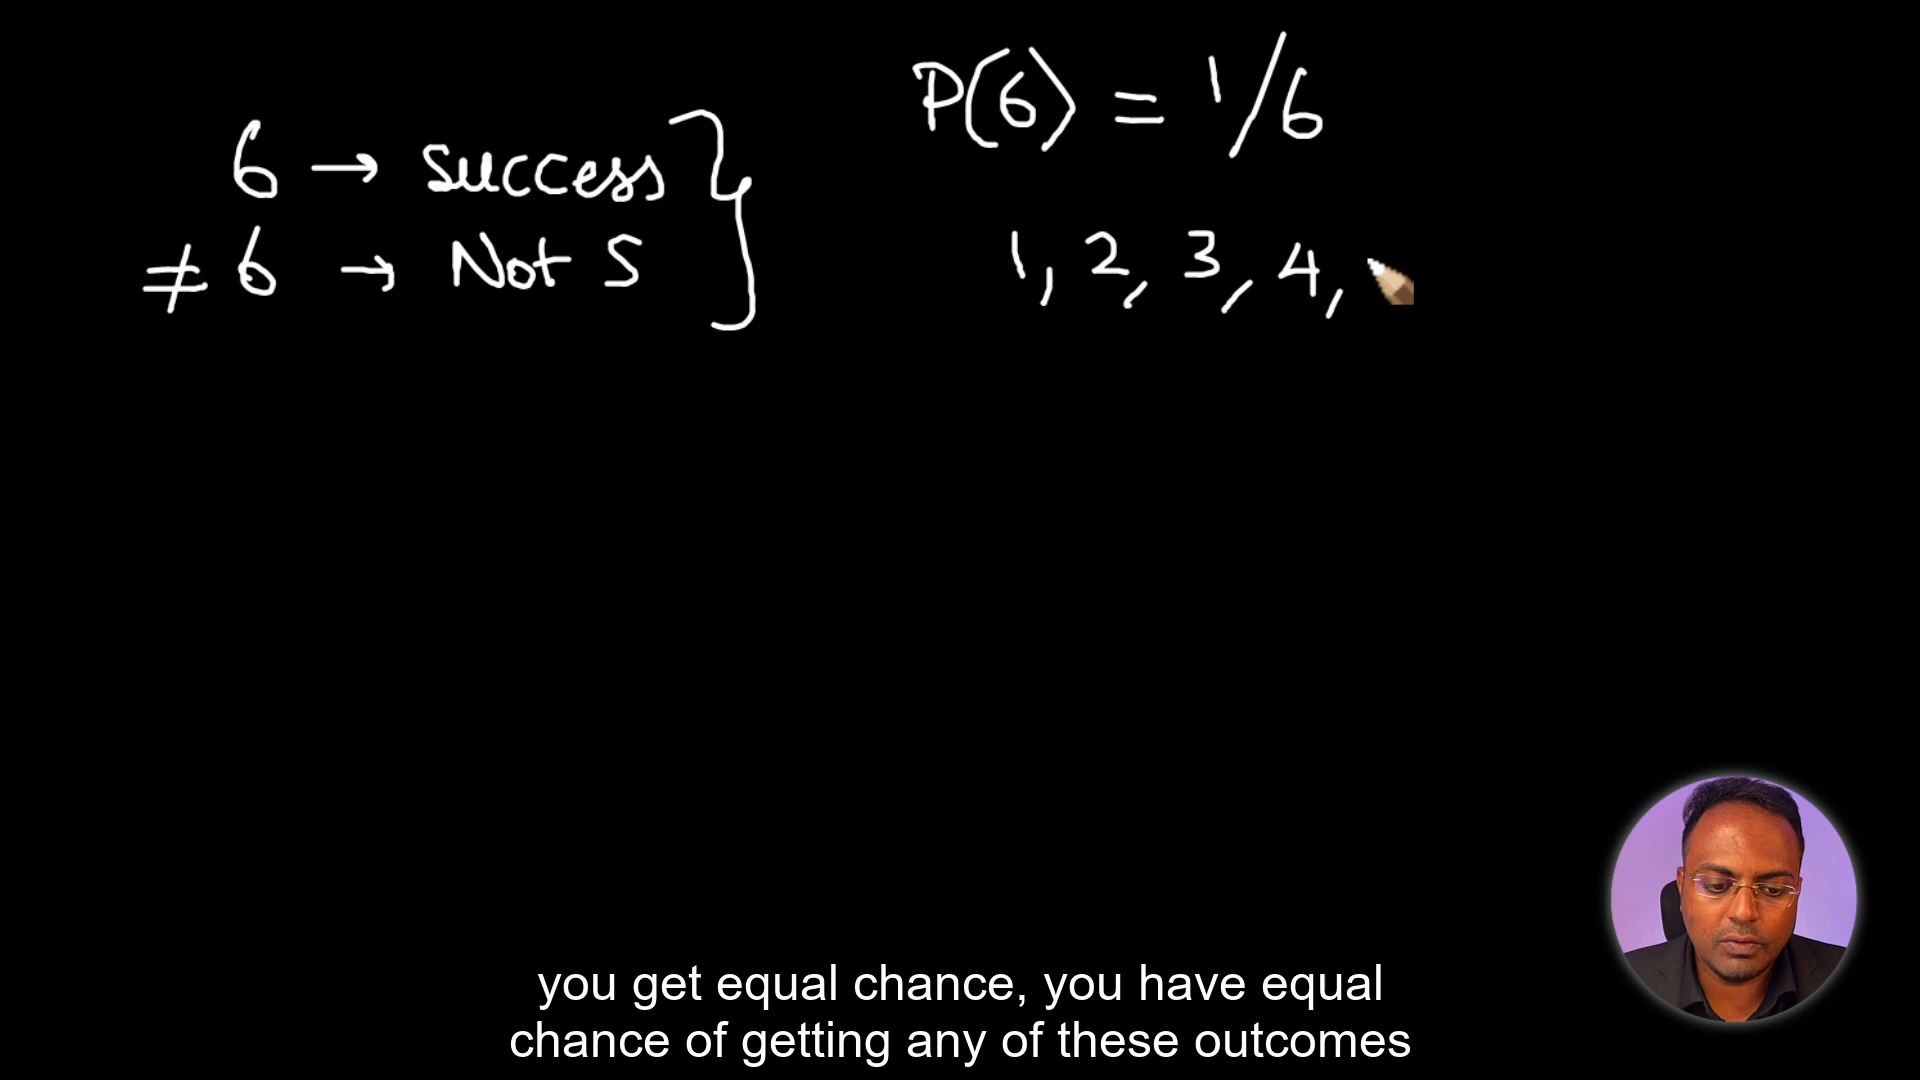 6 → success
≠ 6 → Not S
P(6) = 1/6
1, 2, 3, 4,
you get equal chance, you have equal
chance of getting any of these outcomes